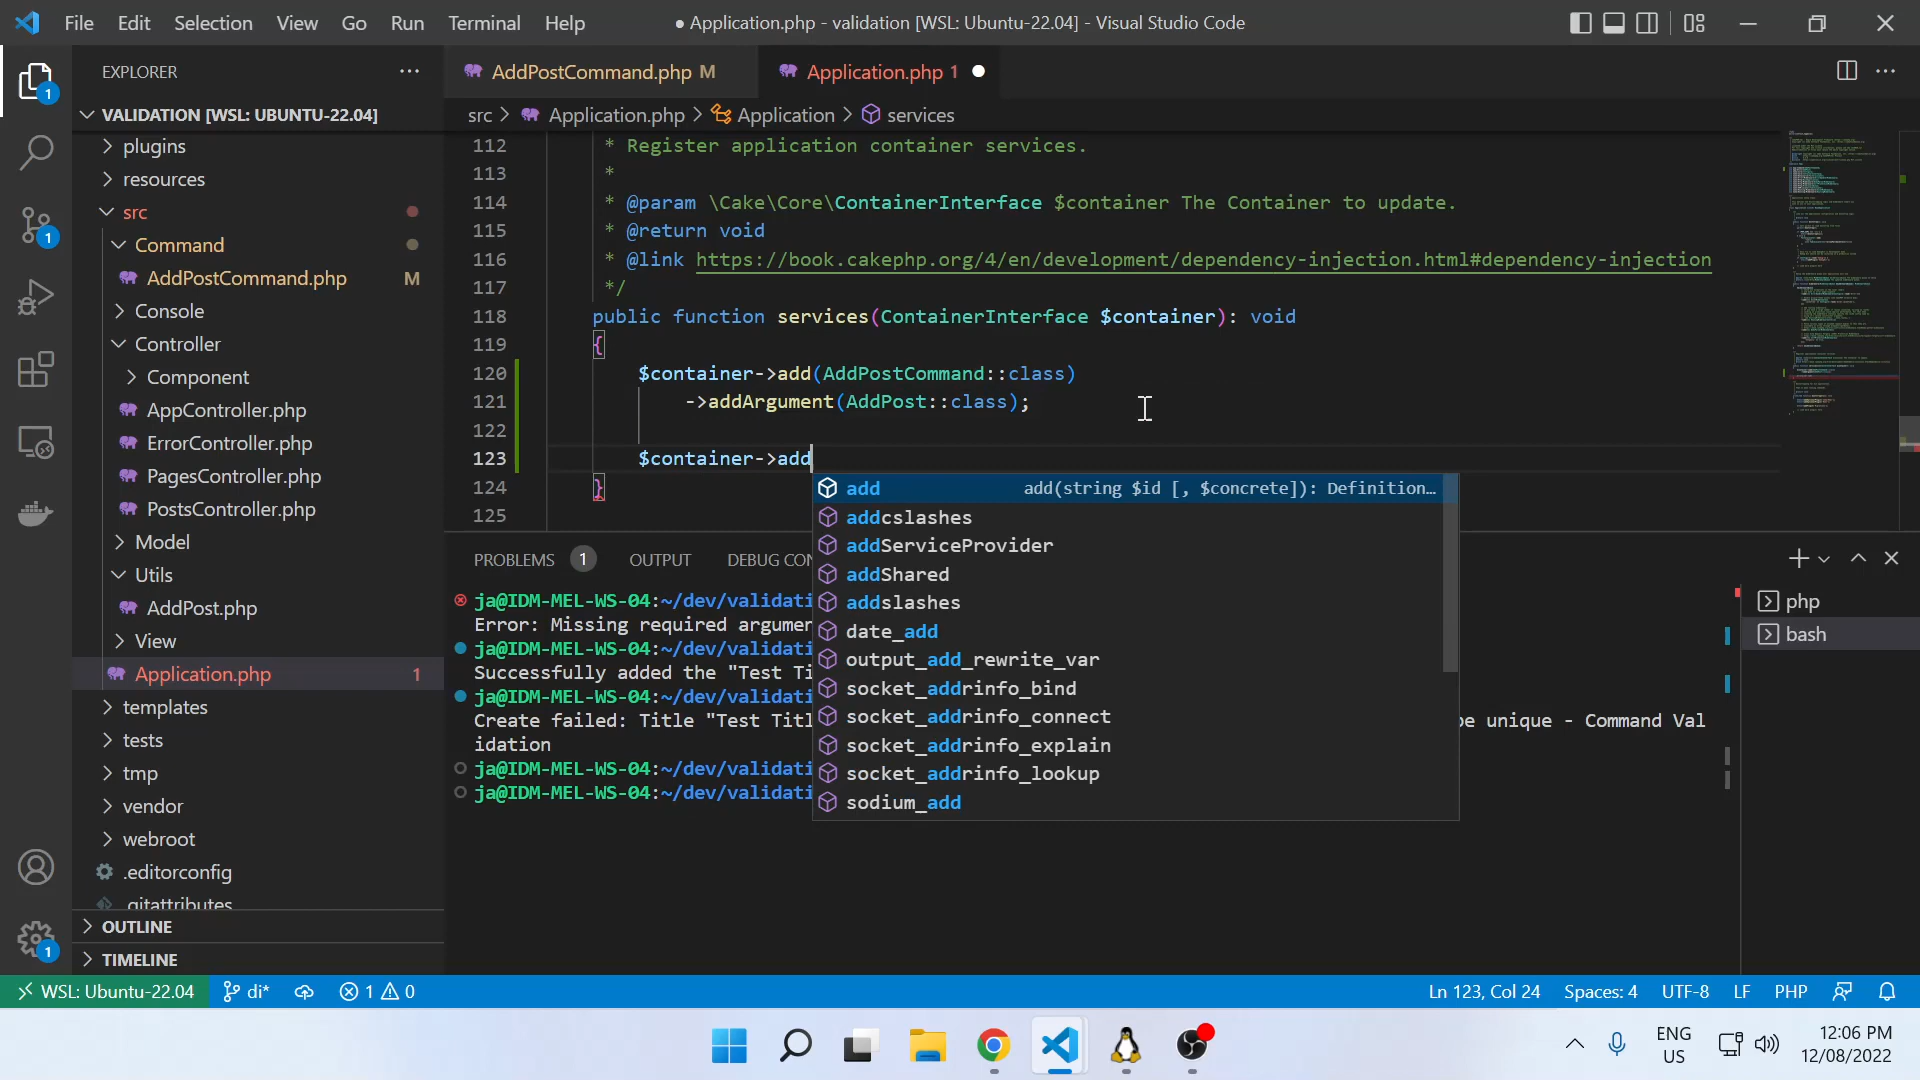 File Edit Selection View Go Run Terminal Help
● Application.php - validation [WSL: Ubuntu-22.04] - Visual Studio Code
EXPLORER
VALIDATION [WSL: UBUNTU-22.04]
plugins
resources
src
Command
AddPostCommand.php M
Console
Controller
Component
AppController.php
ErrorController.php
PagesController.php
PostsController.php
Model
Utils
AddPost.php
View
Application.php 1
templates
tests
tmp
vendor
webroot
.editorconfig
.gitattributes
OUTLINE
TIMELINE
1
1
1
AddPostCommand.php M
Application.php 1 ●
src > Application.php > Application > services
112 * Register application container services.
113 *
114 * @param \Cake\Core\ContainerInterface $container The Container to update.
115 * @return void
116 * @link https://book.cakephp.org/4/en/development/dependency-injection.html#dependency-injection
117 */
118 public function services(ContainerInterface $container): void
119 {
120 $container->add(AddPostCommand::class)
121 ->addArgument(AddPost::class);
122
123 $container->add
124 }
125
add add(string $id [, $concrete]): Definition…
addcslashes
addServiceProvider
addShared
addslashes
date_add
output_add_rewrite_var
socket_addrinfo_bind
socket_addrinfo_connect
socket_addrinfo_explain
socket_addrinfo_lookup
sodium_add
PROBLEMS 1 OUTPUT DEBUG CON
ja@IDM-MEL-WS-04:~/dev/validati
Error: Missing required argumen
ja@IDM-MEL-WS-04:~/dev/validati
Successfully added the "Test Ti
ja@IDM-MEL-WS-04:~/dev/validati
Create failed: Title "Test Titl be unique - Command Val
idation
ja@IDM-MEL-WS-04:~/dev/validati
ja@IDM-MEL-WS-04:~/dev/validati
php
bash
WSL: Ubuntu-22.04 di* 1 0 Ln 123, Col 24 Spaces: 4 UTF-8 LF PHP
ENG
US
12:06 PM
12/08/2022